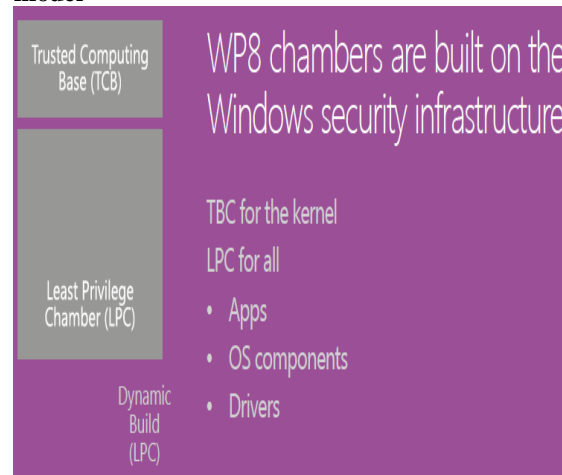 model
Trusted Computing
Base (TCB)
WP8 chambers are built on the
Windows security infrastructure
TBC for the kernel
LPC for all
Least Privilege
Chamber (LPC)
• Apps
• OS components
• Drivers
Dynamic
Build
(LPC)